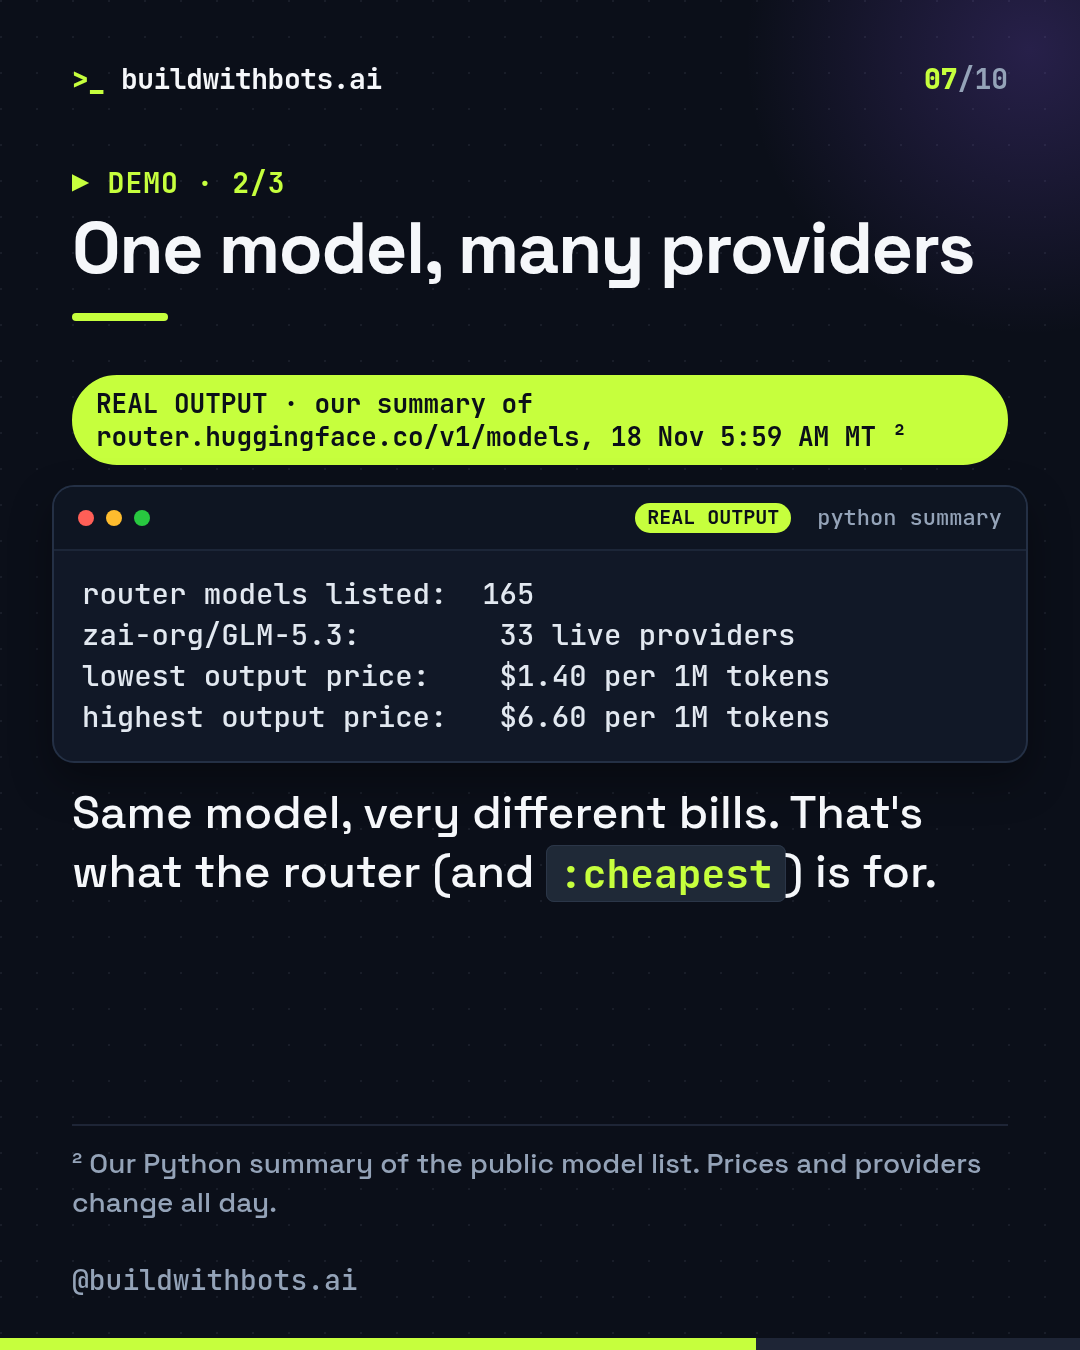 >_ buildwithbots.ai
07/10
▶ DEMO · 2/3
One model, many providers
REAL OUTPUT · our summary of
router.huggingface.co/v1/models, 18 Nov 5:59 AM MT ²
REAL OUTPUT python summary
router models listed:  165
zai-org/GLM-5.3:        33 live providers
lowest output price:    $1.40 per 1M tokens
highest output price:   $6.60 per 1M tokens
Same model, very different bills. That's
what the router (and :cheapest) is for.
² Our Python summary of the public model list. Prices and providers
change all day.
@buildwithbots.ai